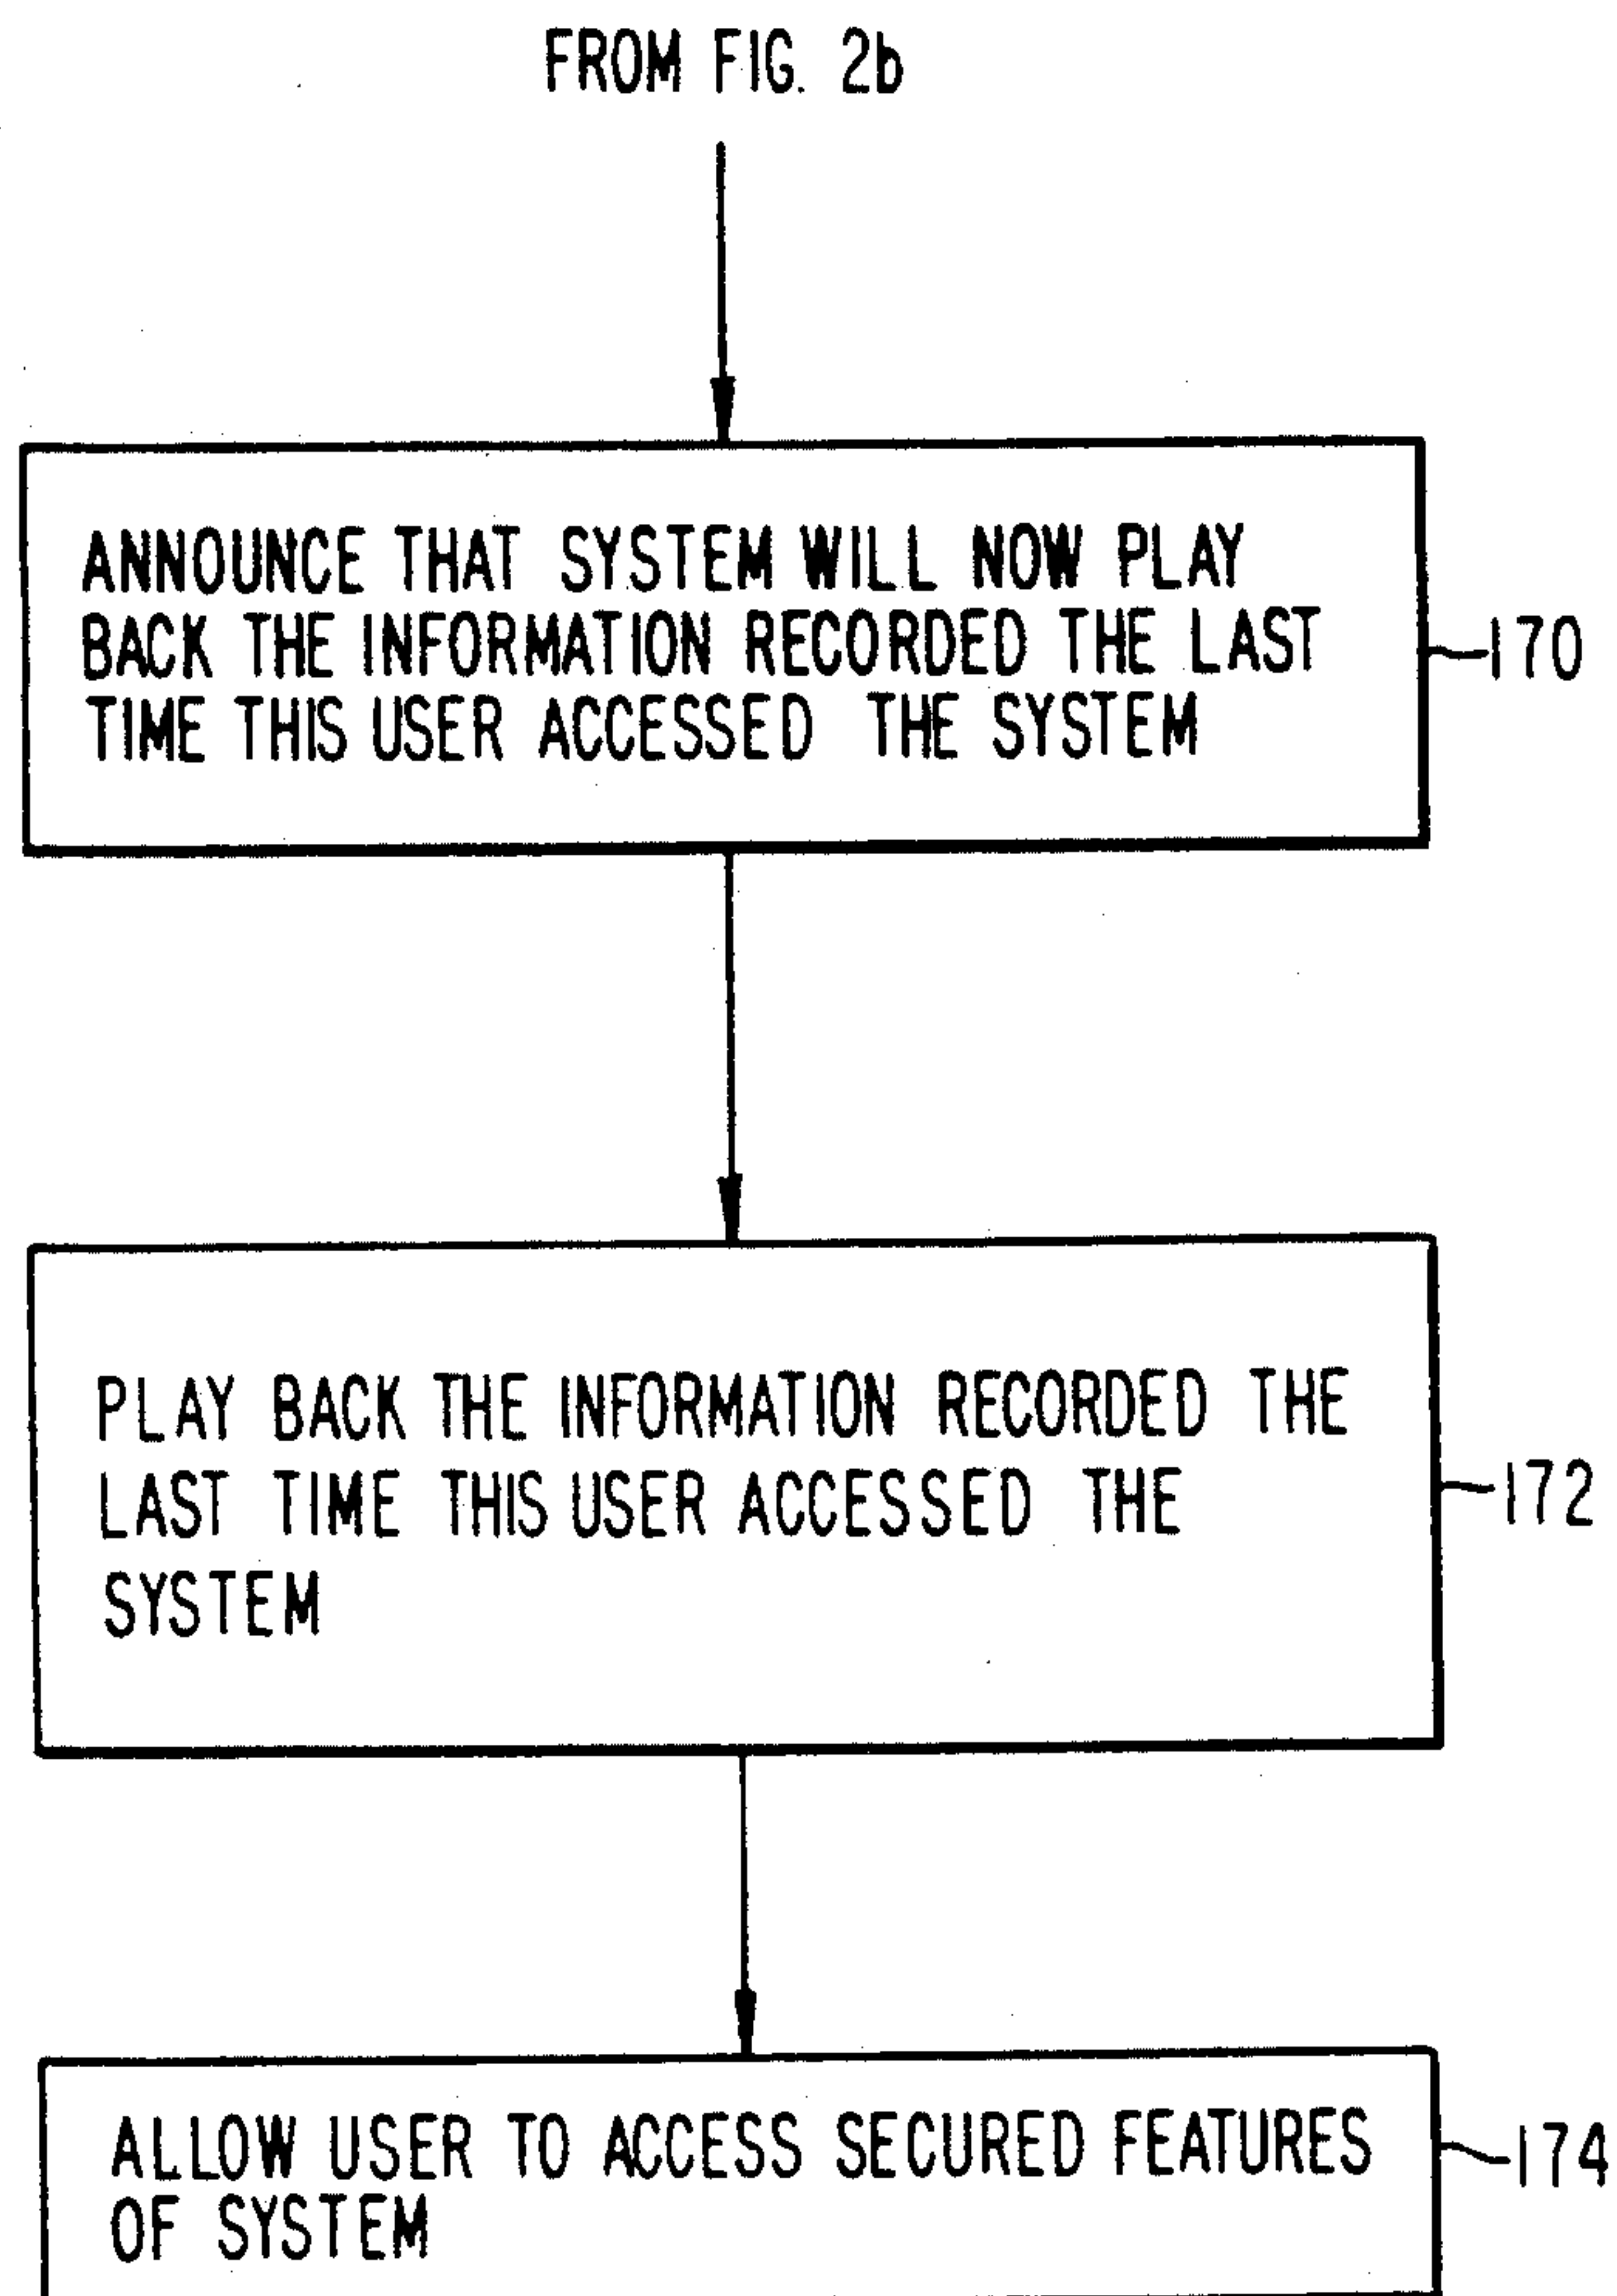 FROM FIG. 2b
ANNOUNCE THAT SYSTEM WILL NOW PLAY
BACK THE INFORMATION RECORDED THE LAST
TIME THIS USER ACCESSED THE SYSTEM
170
PLAY BACK THE INFORMATION RECORDED THE
LAST TIME THIS USER ACCESSED THE
SYSTEM
172
ALLOW USER TO ACCESS SECURED FEATURES
OF SYSTEM
174